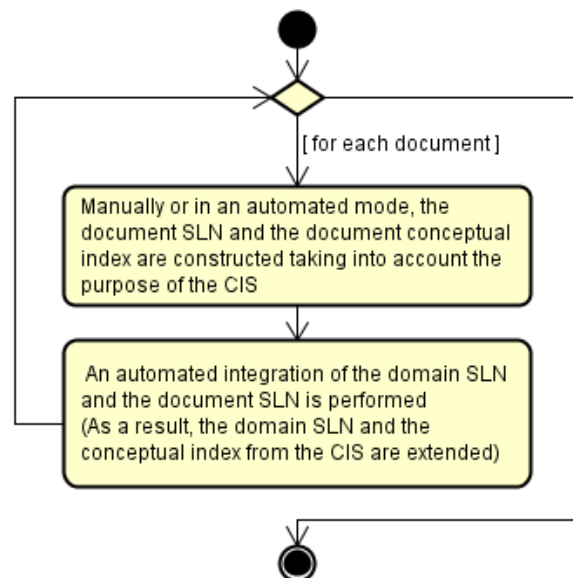 [ for each document ]
Manually or in an automated mode, the
document SLN and the document conceptual
index are constructed taking into account the
purpose of the CIS
An automated integration of the domain SLN
and the document SLN is performed
(As a result, the domain SLN and the
conceptual index from the CIS are extended)